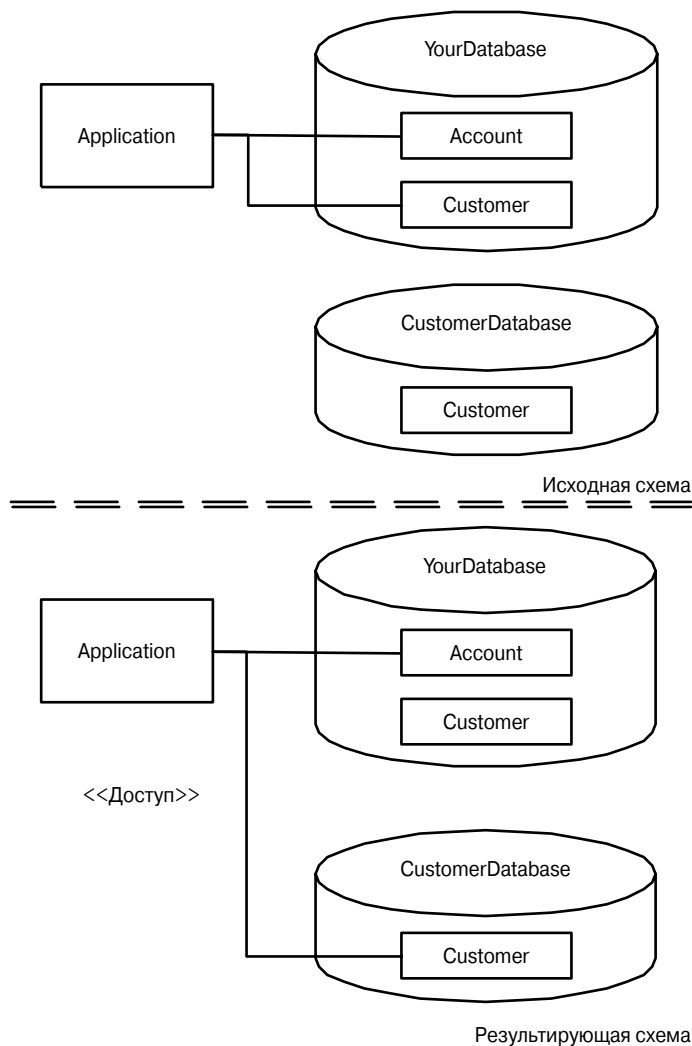 YourDatabase
Application
Account
Customer
CustomerDatabase
Customer
Исходная схема
YourDatabase
Application
Account
Customer
<<Доступ>>
CustomerDatabase
Customer
Результирующая схема